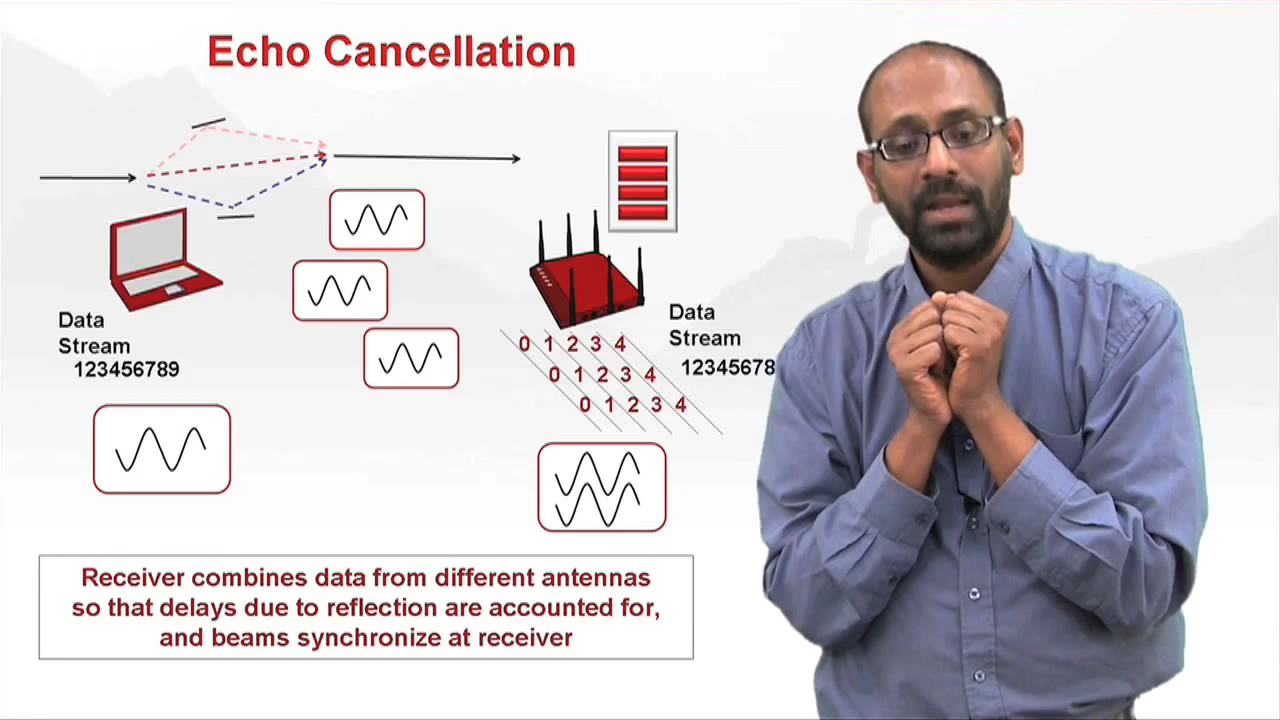 Echo Cancellation
Data
Stream
123456789
Data
Stream
12345678
0 1 2 3 4
0 1 2 3 4
0 1 2 3 4
Receiver combines data from different antennas
so that delays due to reflection are accounted for,
and beams synchronize at receiver